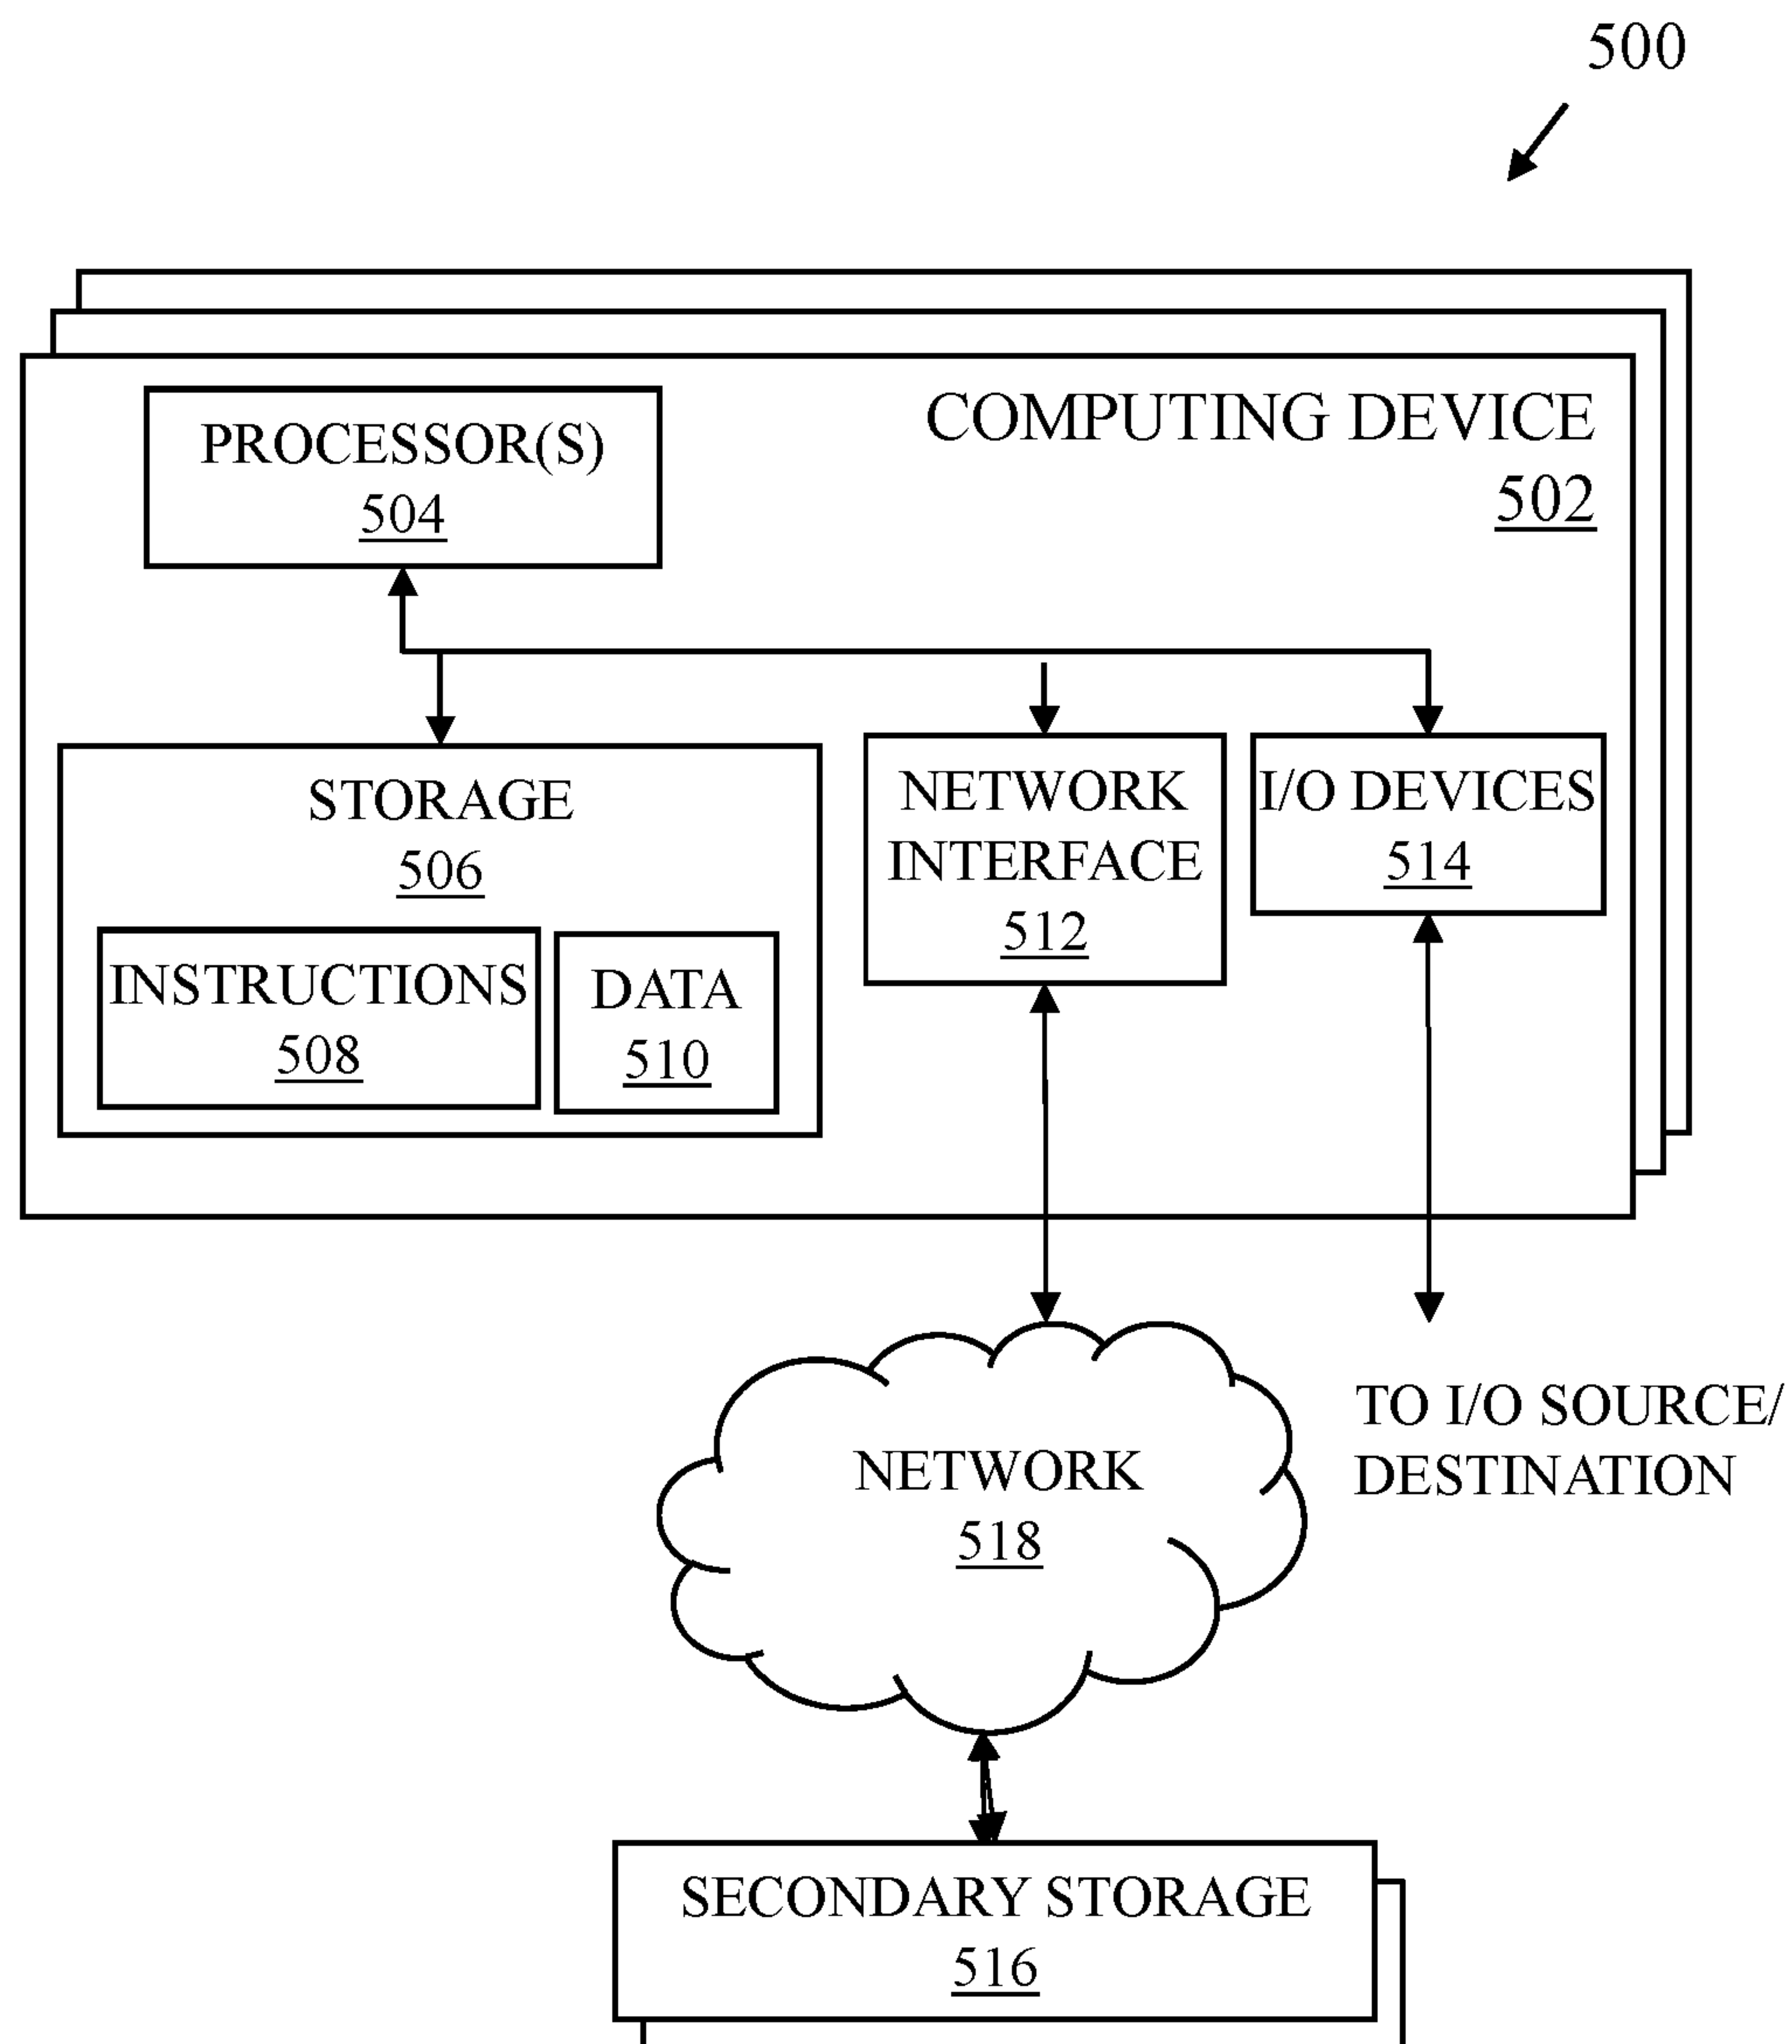 500
COMPUTING DEVICE
502
PROCESSOR(S)
504
STORAGE
506
INSTRUCTIONS
508
DATA
510
NETWORK
INTERFACE
512
I/O DEVICES
514
TO I/O SOURCE/
DESTINATION
NETWORK
518
SECONDARY STORAGE
516